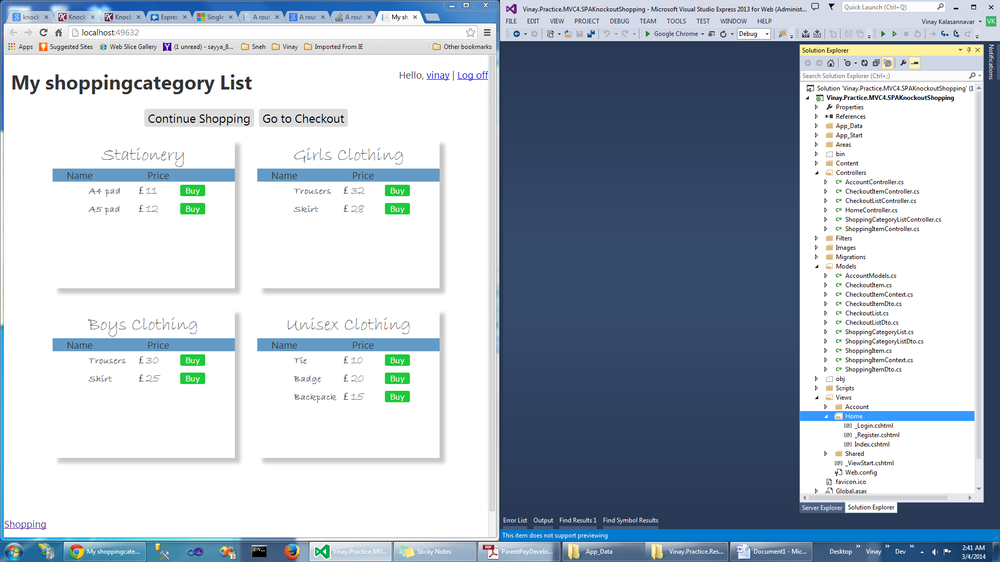 knock
Knock
Knock
Expres
Single
A rout
A rout
A rout
My sh
localhost:49632
Apps
Suggested Sites
Web Slice Gallery
(1 unread) - sayya_8...
Sneh
Vinay
Imported From IE
Other bookmarks
Hello, vinay | Log off
My shoppingcategory List
Continue Shopping
Go to Checkout
Stationery
Name Price
A4 pad £ 11 Buy
A5 pad £ 12 Buy
Girls Clothing
Name Price
Trousers £ 32 Buy
Skirt £ 28 Buy
Boys Clothing
Name Price
Trousers £ 30 Buy
Shirt £ 25 Buy
Unisex Clothing
Name Price
Tie £ 10 Buy
Badge £ 20 Buy
Backpack £ 15 Buy
Shopping
Vinay.Practice.MVC4.SPAKnockoutShopping - Microsoft Visual Studio Express 2013 for Web (Administ...
Quick Launch (Ctrl+Q)
FILE EDIT VIEW PROJECT DEBUG TEAM TOOLS TEST WINDOW HELP
Vinay Kalasannavar
VK
Google Chrome
Debug
Notifications
Solution Explorer
Search Solution Explorer (Ctrl+;)
Solution 'Vinay.Practice.MVC4.SPAKnockoutShopping' (1
Vinay.Practice.MVC4.SPAKnockoutShopping
Properties
References
App_Data
App_Start
Areas
bin
Content
Controllers
C# AccountController.cs
C# CheckoutItemController.cs
C# CheckoutListController.cs
C# HomeController.cs
C# ShoppingCategoryListController.cs
C# ShoppingItemController.cs
Filters
Images
Migrations
Models
C# AccountModels.cs
C# CheckoutItem.cs
C# CheckoutItemContext.cs
C# CheckoutItemDto.cs
C# CheckoutList.cs
C# CheckoutListDto.cs
C# ShoppingCategoryList.cs
C# ShoppingCategoryListDto.cs
C# ShoppingItem.cs
C# ShoppingItemContext.cs
C# ShoppingItemDto.cs
obj
Scripts
Views
Account
Home
[@] _Login.cshtml
[@] _Register.cshtml
[@] Index.cshtml
Shared
[@] _ViewStart.cshtml
Web.config
favicon.ico
Global.asax
Server Explorer
Solution Explorer
Error List Output Find Results 1 Find Symbol Results
This item does not support previewing
My shoppingcate...
Vinay.Practice.MV...
Sticky Notes
PDF
ParentPayDevelo...
App_Data
Vinay.Practice.Res...
Document1 - Mic...
Desktop
Vinay
Dev
2:41 AM
3/4/2014